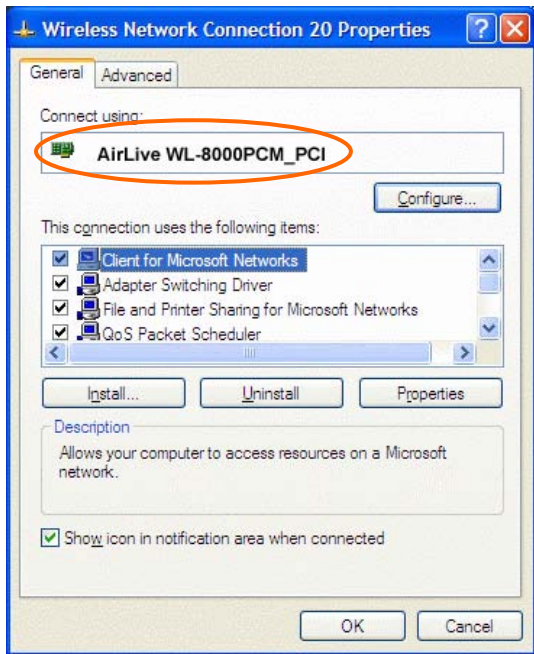 Wireless Network Connection 20 Properties
General
Advanced
Connect using:
AirLive WL-8000PCM_PCI
Configure...
This connection uses the following items:
Client for Microsoft Networks
Adapter Switching Driver
File and Printer Sharing for Microsoft Networks
QoS Packet Scheduler
Install...
Uninstall
Properties
Description
Allows your computer to access resources on a Microsoft
network.
Show icon in notification area when connected
OK
Cancel